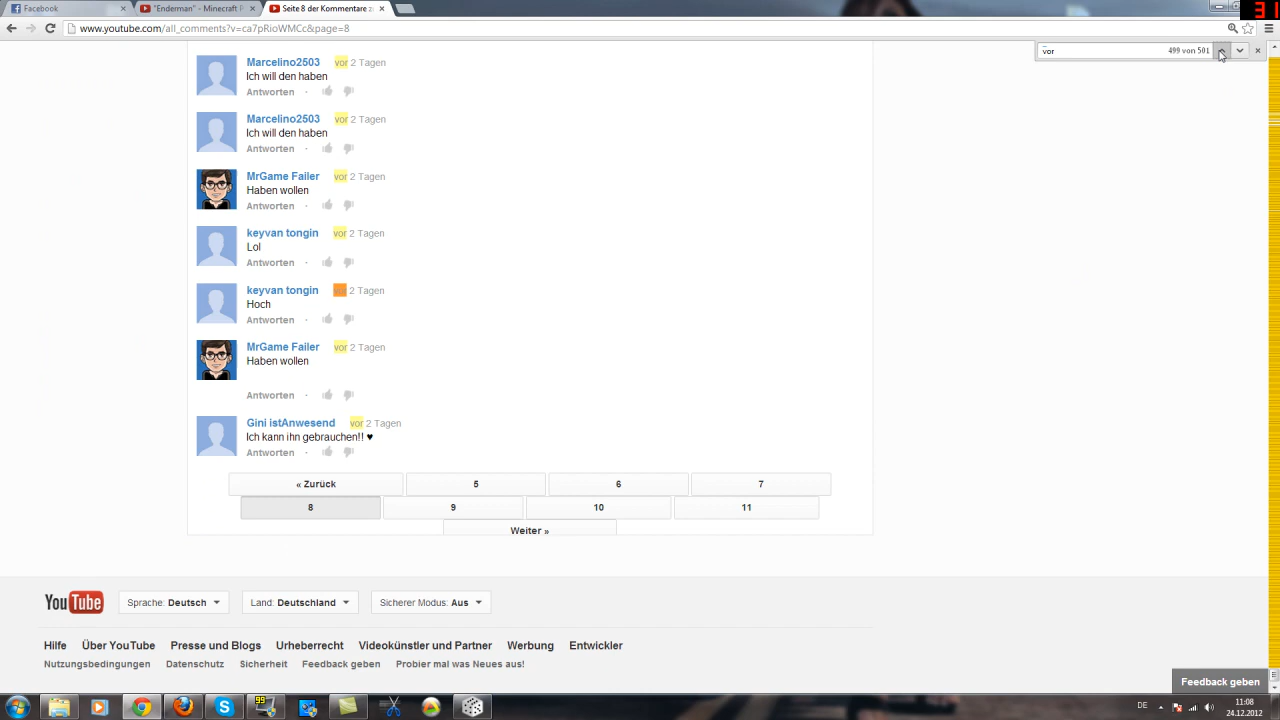 Facebook
"Enderman" - Minecraft P
Seite 8 der Kommentare z
31
www.youtube.com/all_comments?v=ca7pRioWMCc&page=8
vor
499 von 501
Marcelino2503 vor 2 Tagen
Ich will den haben
Antworten ·
Marcelino2503 vor 2 Tagen
Ich will den haben
Antworten ·
MrGame Failer vor 2 Tagen
Haben wollen
Antworten ·
keyvan tongin vor 2 Tagen
Lol
Antworten ·
keyvan tongin vor 2 Tagen
Hoch
Antworten ·
MrGame Failer vor 2 Tagen
Haben wollen
Antworten ·
Gini istAnwesend vor 2 Tagen
Ich kann ihn gebrauchen!! ♥
Antworten ·
« Zurück 5 6 7
8 9 10 11
Weiter »
YouTube Sprache: Deutsch Land: Deutschland Sicherer Modus: Aus
Hilfe Über YouTube Presse und Blogs Urheberrecht Videokünstler und Partner Werbung Entwickler
Nutzungsbedingungen Datenschutz Sicherheit Feedback geben Probier mal was Neues aus!
Feedback geben
99
DE
11:08
24.12.2012